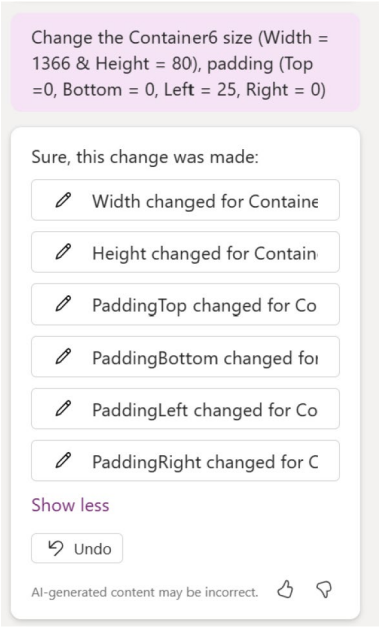 Change the Container6 size (Width =
1366 & Height = 80), padding (Top
=0, Bottom = 0, Left = 25, Right = 0)
Sure, this change was made:
Width changed for Containe
Height changed for Contain
PaddingTop changed for Co
PaddingBottom changed for
PaddingLeft changed for Co
PaddingRight changed for C
Show less
Undo
AI-generated content may be incorrect.